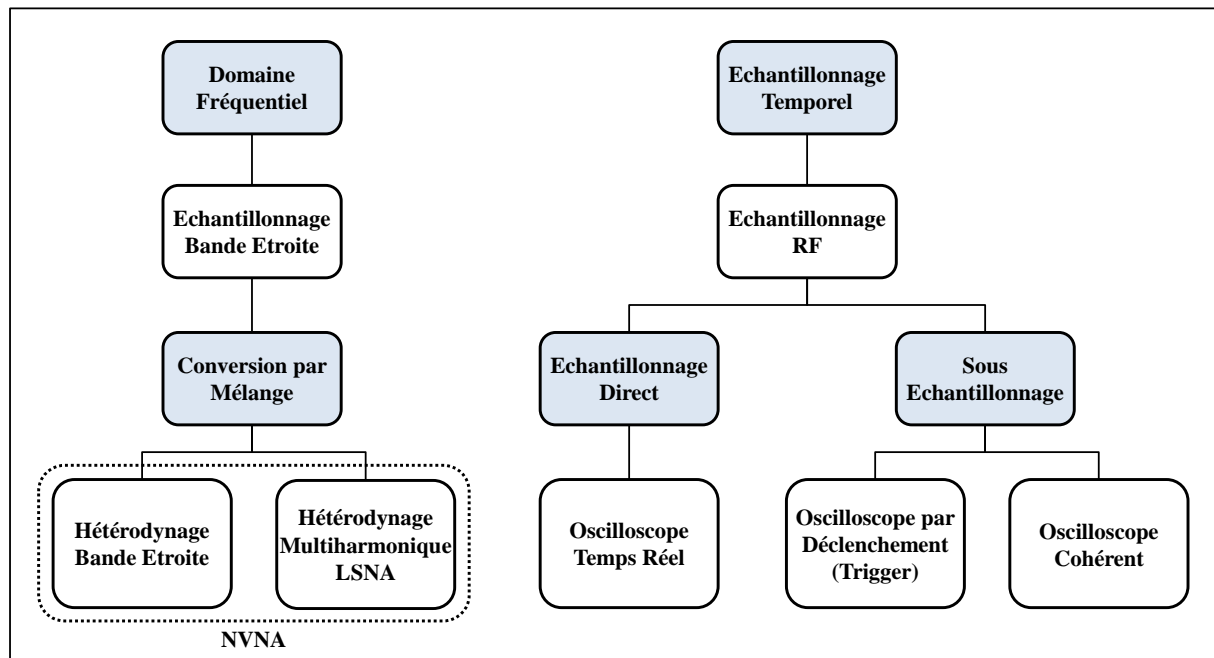 Domaine
Fréquentiel
Echantillonnage
Bande Etroite
Conversion par
Mélange
Hétérodynage
Bande Etroite
Hétérodynage
Multiharmonique
LSNA
NVNA
Echantillonnage
Temporel
Echantillonnage
RF
Echantillonnage
Direct
Sous
Echantillonnage
Oscilloscope
Temps Réel
Oscilloscope par
Déclenchement
(Trigger)
Oscilloscope
Cohérent